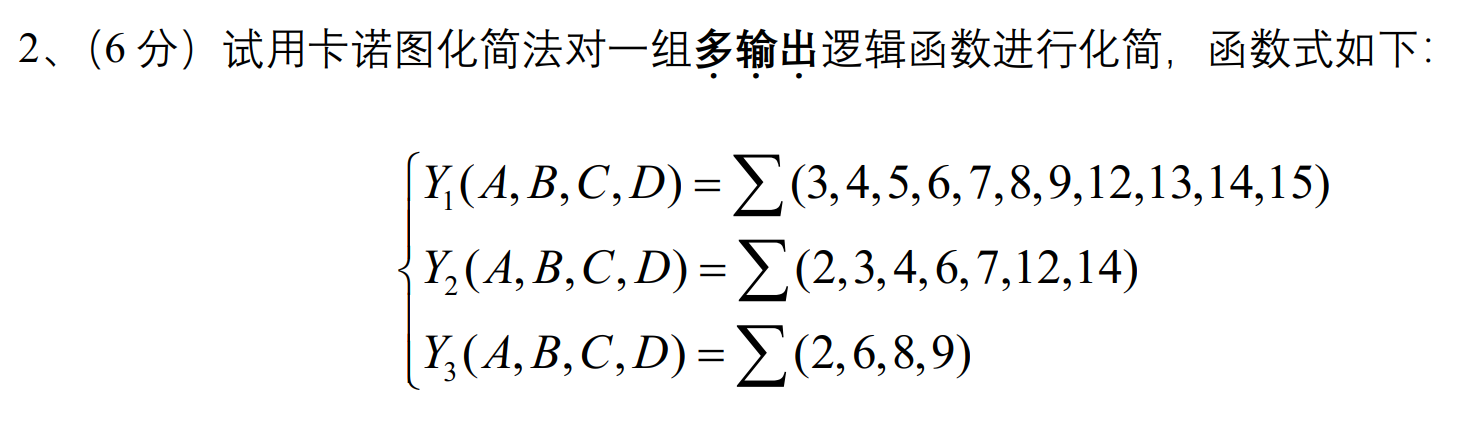 2、（6 分）试用卡诺图化简法对一组多输出逻辑函数进行化简，函数式如下：
Y₁(A,B,C,D)=∑(3,4,5,6,7,8,9,12,13,14,15)
Y₂(A,B,C,D)=∑(2,3,4,6,7,12,14)
Y₃(A,B,C,D)=∑(2,6,8,9)